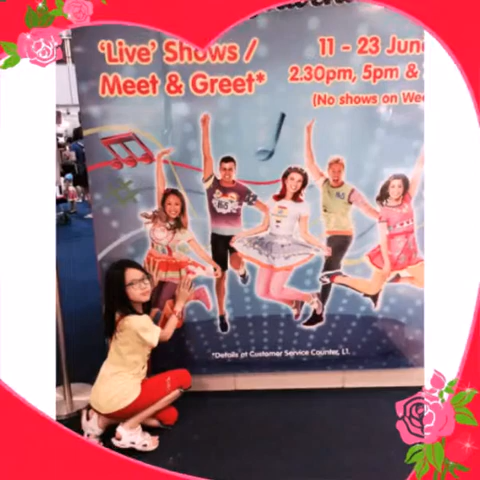 'Live' Shows /
Meet & Greet*
11 - 23 June
2.30pm, 5pm &
(No shows on
*Details at Customer Service Counter, L1.